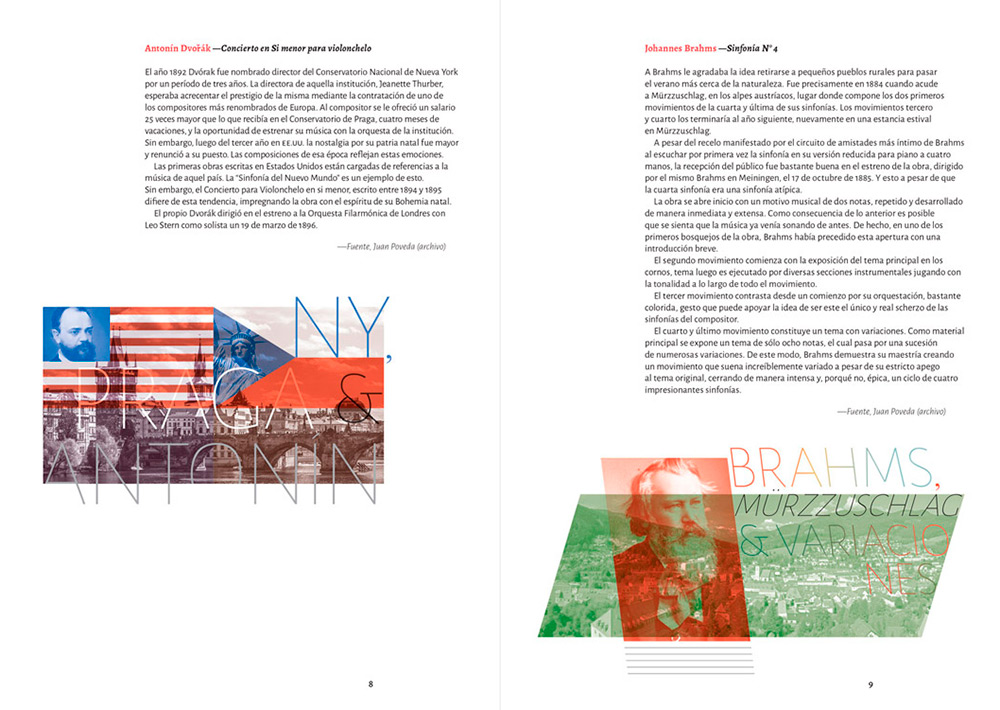 Antonín Dvořák —Concierto en Si menor para violonchelo
El año 1892 Dvórak fue nombrado director del Conservatorio Nacional de Nueva York
por un período de tres años. La directora de aquella institución, Jeanette Thurber,
esperaba acrecentar el prestigio de la misma mediante la contratación de uno de
los compositores más renombrados de Europa. Al compositor se le ofreció un salario
25 veces mayor que lo que recibía en el Conservatorio de Praga, cuatro meses de
vacaciones, y la oportunidad de estrenar su música con la orquesta de la institución.
Sin embargo, luego del tercer año en EE.UU. la nostalgia por su patria natal fue mayor
y renunció a su puesto. Las composiciones de esa época reflejan estas emociones.
Las primeras obras escritas en Estados Unidos están cargadas de referencias a la
música de aquel país. La “Sinfonía del Nuevo Mundo” es un ejemplo de esto.
Sin embargo, el Concierto para Violonchelo en si menor, escrito entre 1894 y 1895
difiere de esta tendencia, impregnando la obra con el espíritu de su Bohemia natal.
El propio Dvorák dirigió en el estreno a la Orquesta Filarmónica de Londres con
Leo Stern como solista un 19 de marzo de 1896.
—Fuente, Juan Poveda (archivo)
NY,
PRAGA &
ANTONÍN
8
Johannes Brahms —Sinfonía N° 4
A Brahms le agradaba la idea retirarse a pequeños pueblos rurales para pasar
el verano más cerca de la naturaleza. Fue precisamente en 1884 cuando acude
a Mürzzuschlag, en los alpes austríacos, lugar donde compone los dos primeros
movimientos de la cuarta y última de sus sinfonías. Los movimientos tercero
y cuarto los terminaría al año siguiente, nuevamente en una estancia estival
en Mürzzuschlag.
A pesar del recelo manifestado por el circuito de amistades más íntimo de Brahms
al escuchar por primera vez la sinfonía en su versión reducida para piano a cuatro
manos, la recepción del público fue bastante buena en el estreno de la obra, dirigido
por el mismo Brahms en Meiningen, el 17 de octubre de 1885. Y esto a pesar de que
la cuarta sinfonía era una sinfonía atípica.
La obra se abre inicio con un motivo musical de dos notas, repetido y desarrollado
de manera inmediata y extensa. Como consecuencia de lo anterior es posible
que se sienta que la música ya venía sonando de antes. De hecho, en uno de los
primeros bosquejos de la obra, Brahms había precedido esta apertura con una
introducción breve.
El segundo movimiento comienza con la exposición del tema principal en los
cornos, tema luego es ejecutado por diversas secciones instrumentales jugando con
la tonalidad a lo largo de todo el movimiento.
El tercer movimiento contrasta desde un comienzo por su orquestación, bastante
colorida, gesto que puede apoyar la idea de ser este el único y real scherzo de las
sinfonías del compositor.
El cuarto y último movimiento constituye un tema con variaciones. Como material
principal se expone un tema de sólo ocho notas, el cual pasa por una sucesión
de numerosas variaciones. De este modo, Brahms demuestra su maestría creando
un movimiento que suena increíblemente variado a pesar de su estricto apego
al tema original, cerrando de manera intensa y, porqué no, épica, un ciclo de cuatro
impresionantes sinfonías.
—Fuente, Juan Poveda (archivo)
BRAHMS,
MÜRZZUSCHLAG
& VARIACIO
NES
9